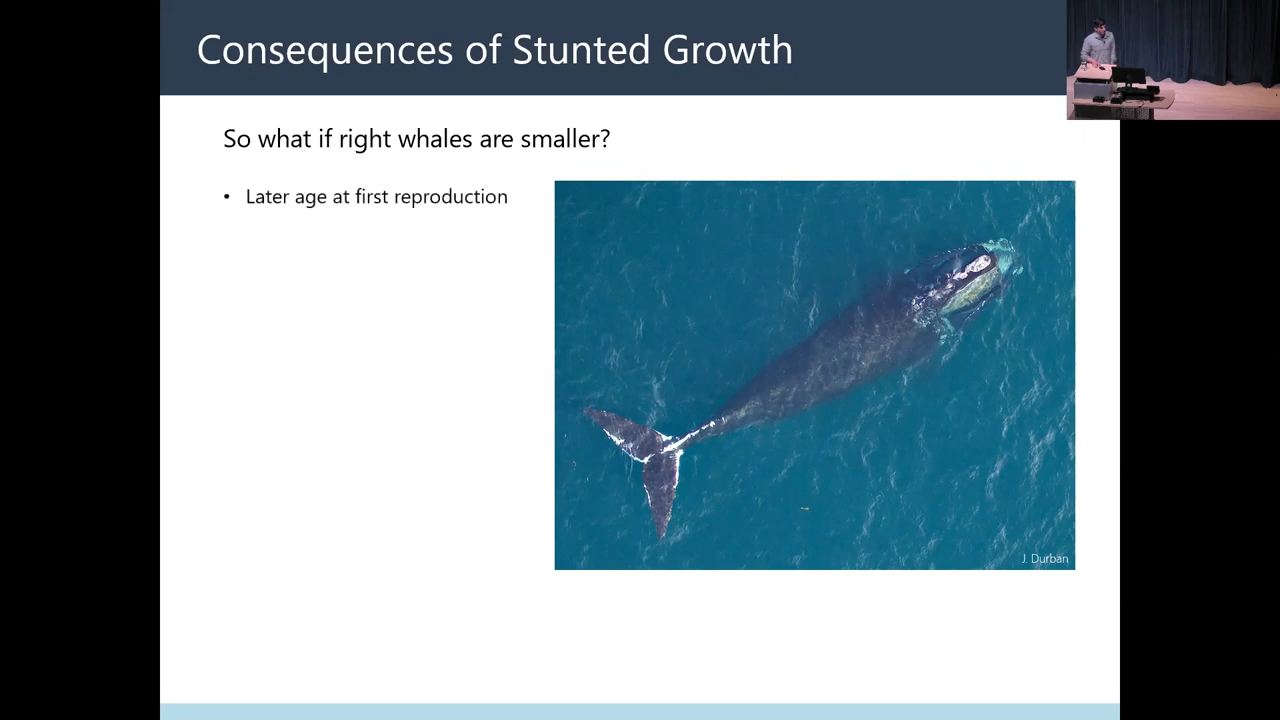 Consequences of Stunted Growth
So what if right whales are smaller?
• Later age at first reproduction
J. Durban